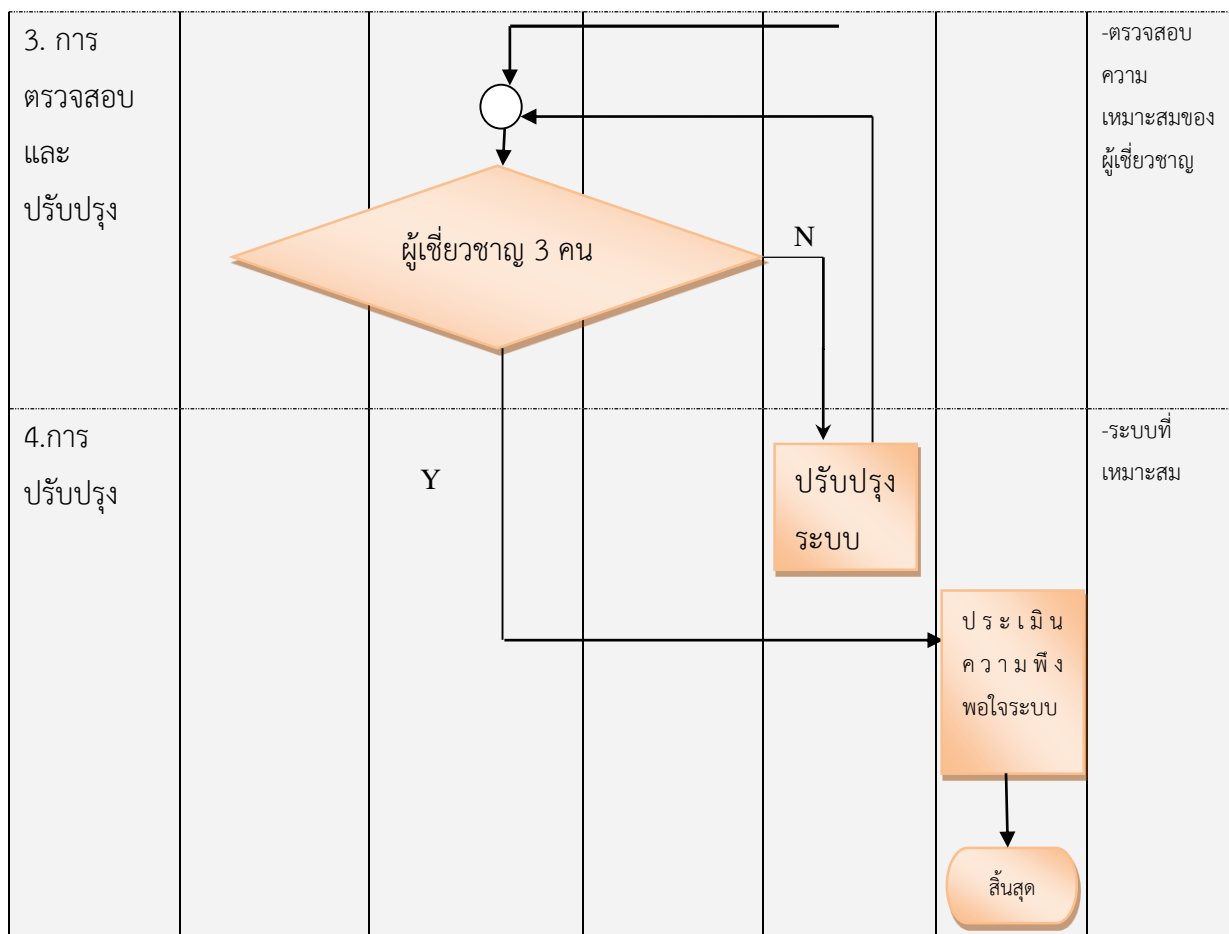 3. การ
ตรวจสอบ
และ
ปรับปรุง
ผู้เชี่ยวชาญ 3 คน
N
-ตรวจสอบ
ความ
เหมาะสมของ
ผู้เชี่ยวชาญ
4.การ
ปรับปรุง
Y
ปรับปรุง
ระบบ
-ระบบที่
เหมาะสม
ป ร ะ เ มิ น
ค ว า ม พึ ง
พอใจระบบ
สิ้นสุด